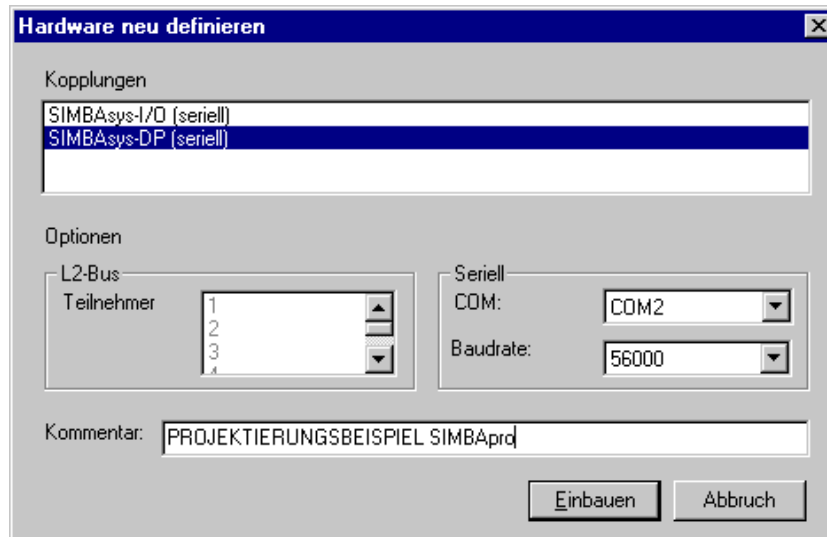 Hardware neu definieren
Kopplungen
SIMBAsys-I/O (seriell)
SIMBAsys-DP (seriell)
Optionen
L2-Bus
Teilnehmer
1
2
3
4
Seriell
COM:
COM2
Baudrate:
56000
Kommentar:
PROJEKTIERUNGSBEISPIEL SIMBApro
Einbauen
Abbruch